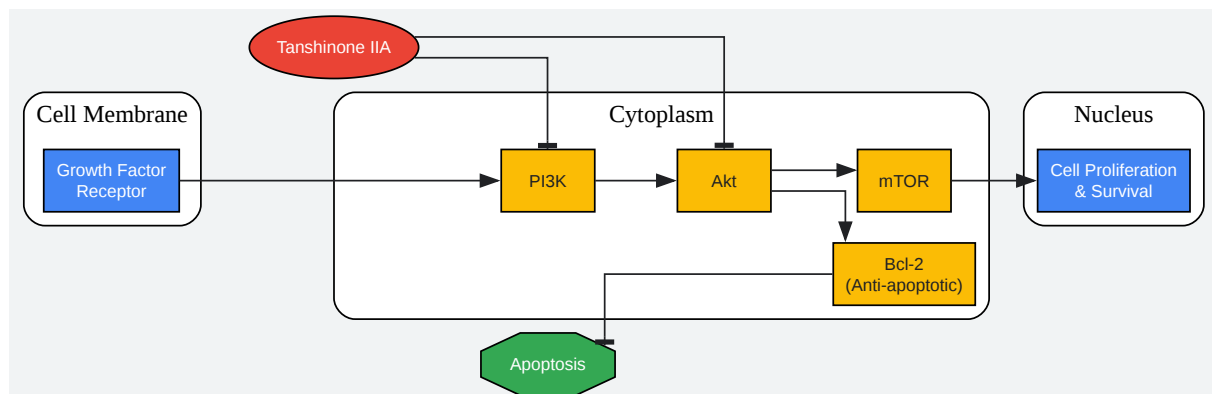 Tanshinone IIA
Cell Membrane
Growth Factor
Receptor
Cytoplasm
PI3K
Akt
mTOR
Bcl-2
(Anti-apoptotic)
Nucleus
Cell Proliferation
& Survival
Apoptosis